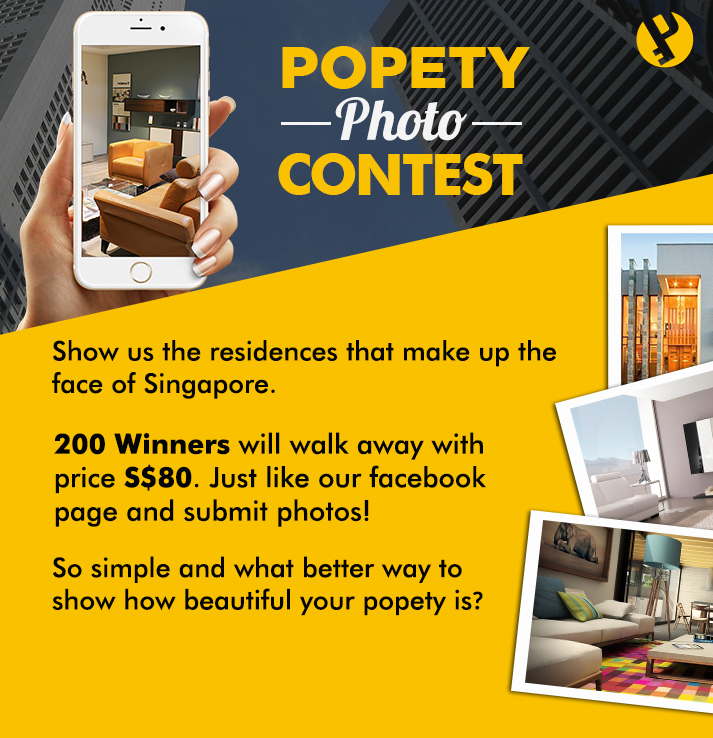 POPETY
Photo
CONTEST
Show us the residences that make up the
face of Singapore.
200 Winners will walk away with
price S$80. Just like our facebook
page and submit photos!
So simple and what better way to
show how beautiful your popety is?